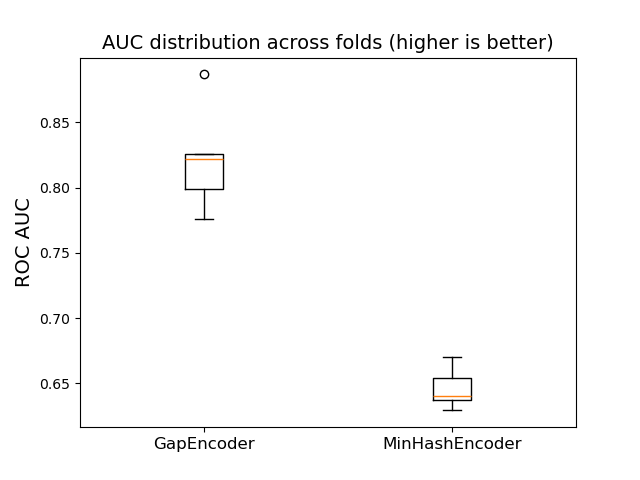 AUC distribution across folds (higher is better)
ROC AUC
0.85
0.80
0.75
0.70
0.65
GapEncoder
MinHashEncoder